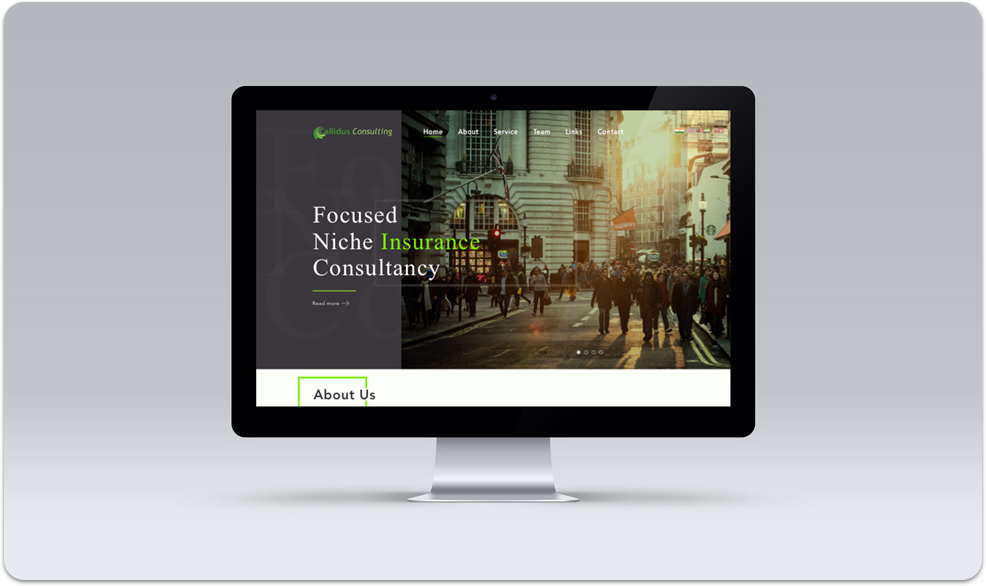 Callidus Consulting
Home About Service Team Links Contact
Focused
Niche Insurance
Consultancy
Read more
About Us